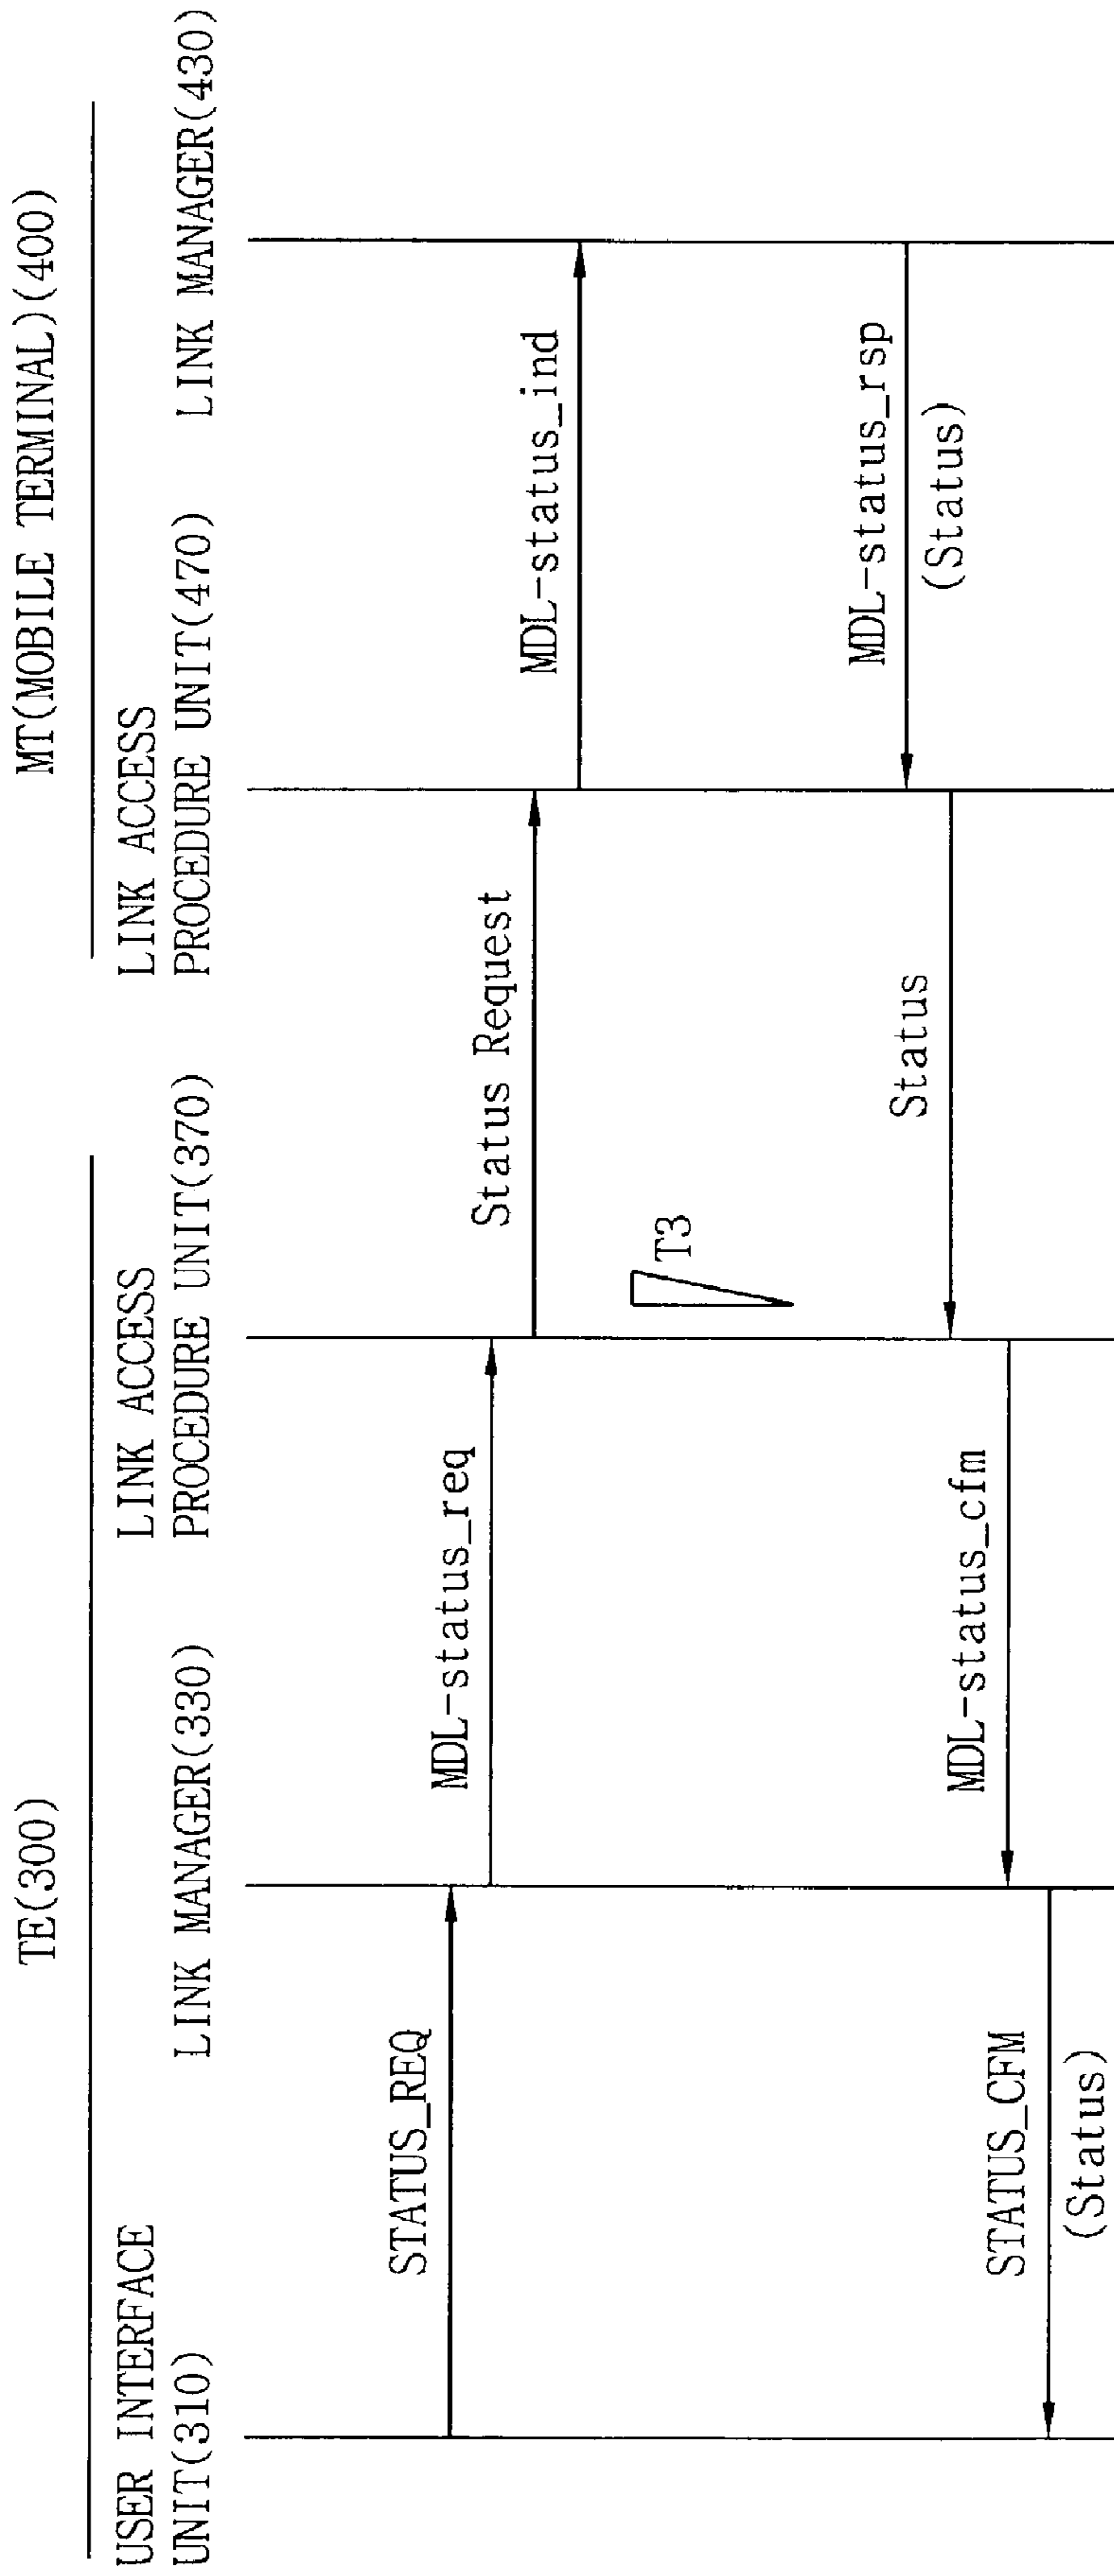 TE(300)
MT(MOBILE TERMINAL)(400)
USER INTERFACE
UNIT(310)
LINK MANAGER(330)
LINK ACCESS
PROCEDURE UNIT(370)
LINK ACCESS
PROCEDURE UNIT(470)
LINK MANAGER(430)
STATUS_REQ
MDL-status_req
Status Request
MDL-status_ind
T3
MDL-status_rsp
(Status)
Status
MDL-status_cfm
STATUS_CFM
(Status)